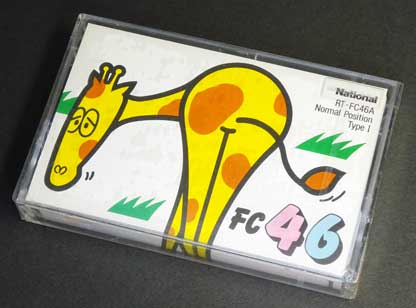 National
RT-FC46A
Normal Position
Type I
FC 46